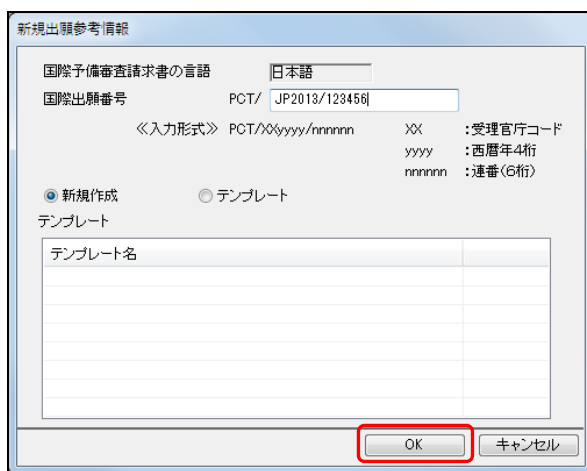 新規出願参考情報
国際予備審査請求書の言語 日本語
国際出願番号 PCT/ JP2013/123456
≪入力形式≫ PCT/XXyyyy/nnnnnn XX :受理官庁コード
yyyy :西暦年4桁
nnnnnn :連番(6桁)
新規作成 テンプレート
テンプレート
テンプレート名
OK キャンセル